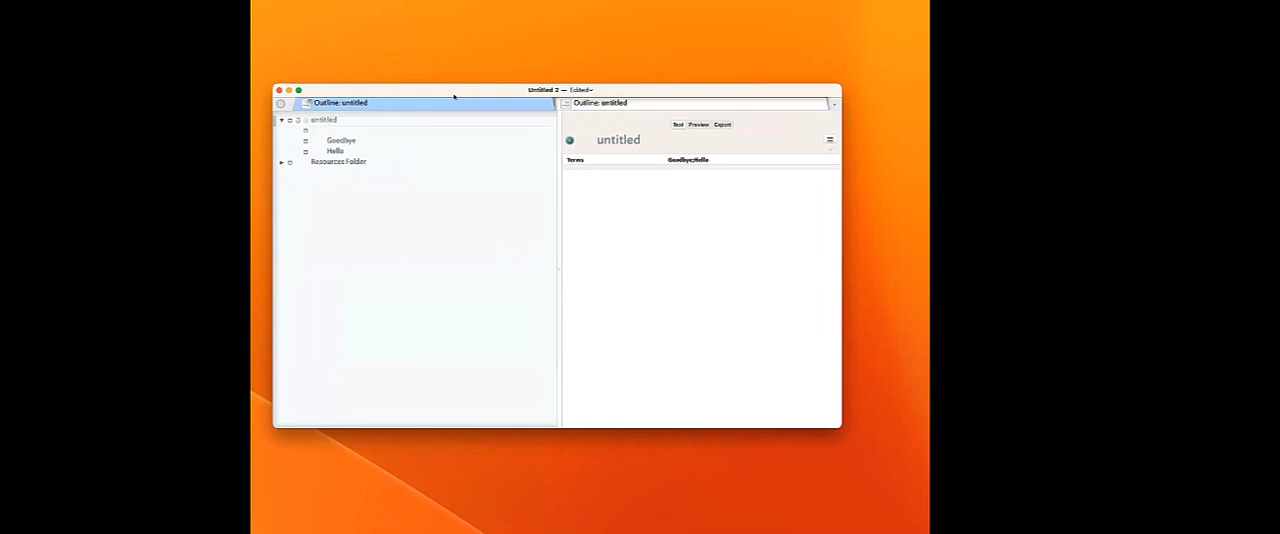 Untitled 2 — Edited
Outline: untitled
Outline: untitled
untitled
Goodbye
Hello
Resources Folder
Text Preview Export
untitled
Terms Goodbye;Hello